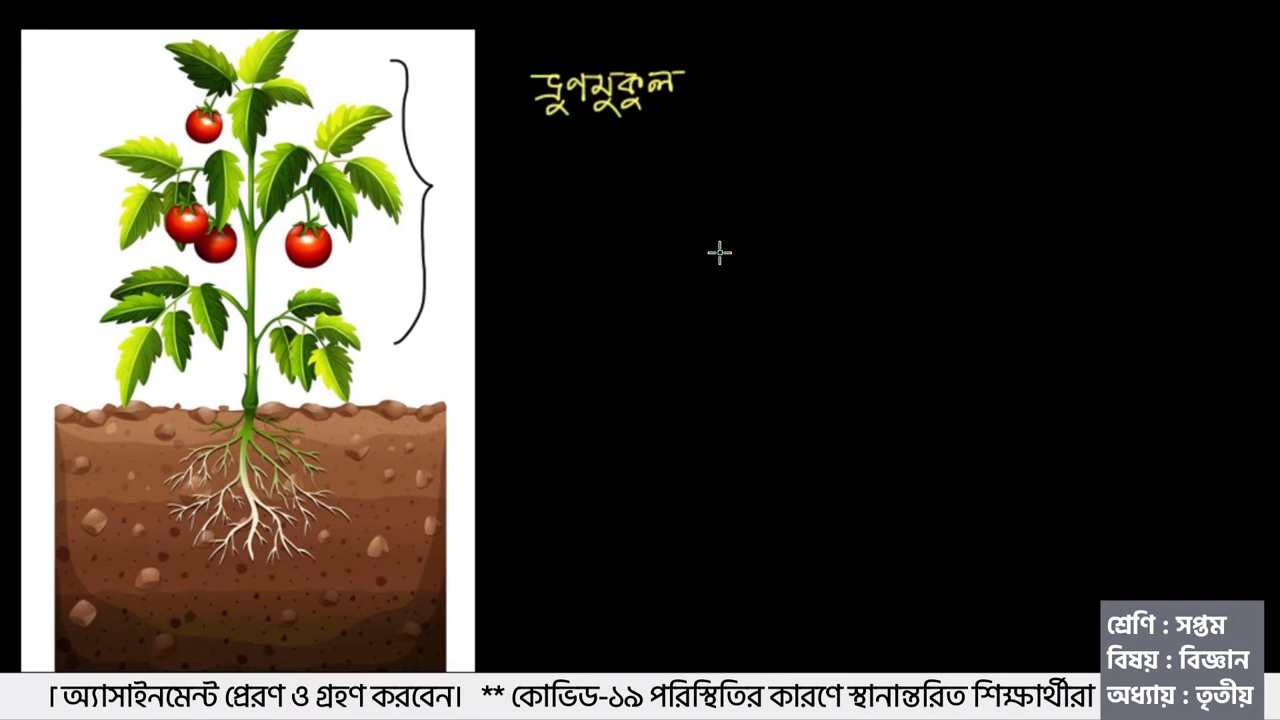 ভ্রুণমুকুল
শ্রেণি : সপ্তম
বিষয় : বিজ্ঞান
অধ্যায় : তৃতীয়
অ্যাসাইনমেন্ট প্রেরণ ও গ্রহণ করবেন। ** কোভিড-১৯ পরিস্থিতির কারণে স্থানান্তরিত শিক্ষার্থীরা